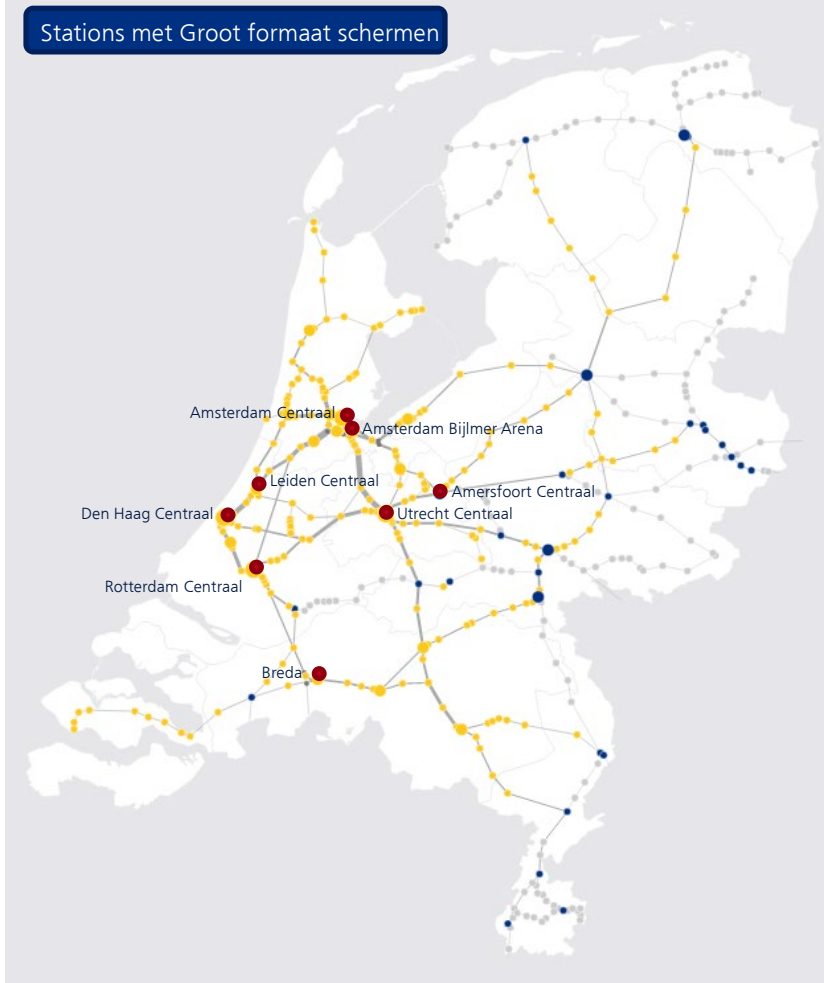 Stations met Groot formaat schermen
Amsterdam Centraal
Amsterdam Bijlmer Arena
Leiden Centraal
Amersfoort Centraal
Den Haag Centraal
Utrecht Centraal
Rotterdam Centraal
Breda